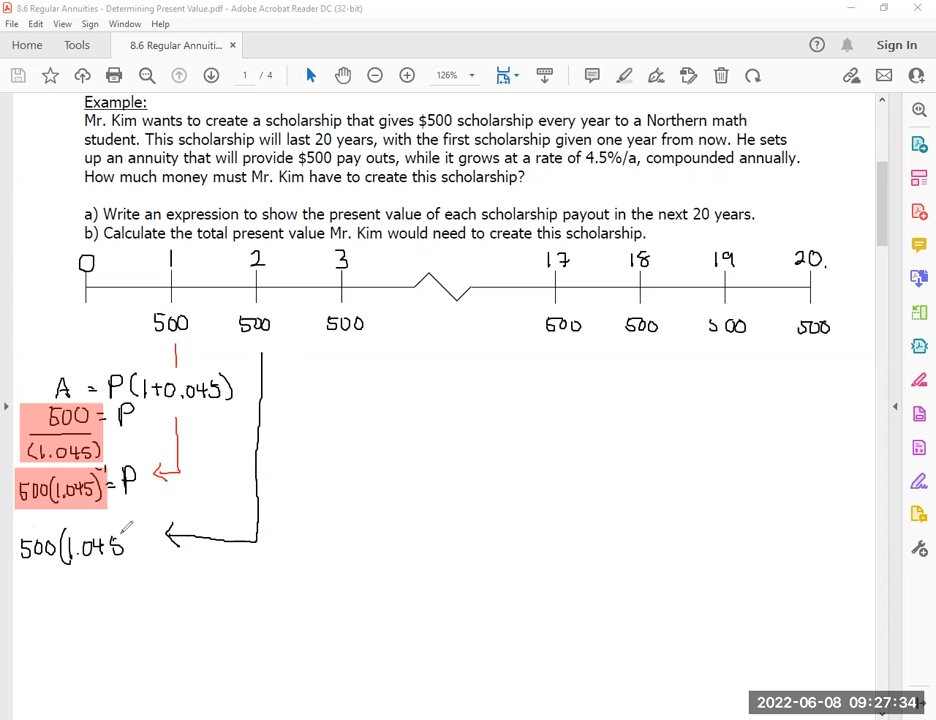 8.6 Regular Annuities - Determining Present Value.pdf - Adobe Acrobat Reader DC (32-bit)
File Edit View Sign Window Help
Home Tools 8.6 Regular Annuiti... × Sign In
1 / 4 126%
Example:
Mr. Kim wants to create a scholarship that gives $500 scholarship every year to a Northern math
student. This scholarship will last 20 years, with the first scholarship given one year from now. He sets
up an annuity that will provide $500 pay outs, while it grows at a rate of 4.5%/a, compounded annually.
How much money must Mr. Kim have to create this scholarship?
a) Write an expression to show the present value of each scholarship payout in the next 20 years.
b) Calculate the total present value Mr. Kim would need to create this scholarship.
0 1 2 3 17 18 19 20.
500 500 500 500 500 500 500
A = P(1+0.045)
500 = P
(1.045)
500(1.045)⁻¹ = P
500(1.045
2022-06-08 09:27:34